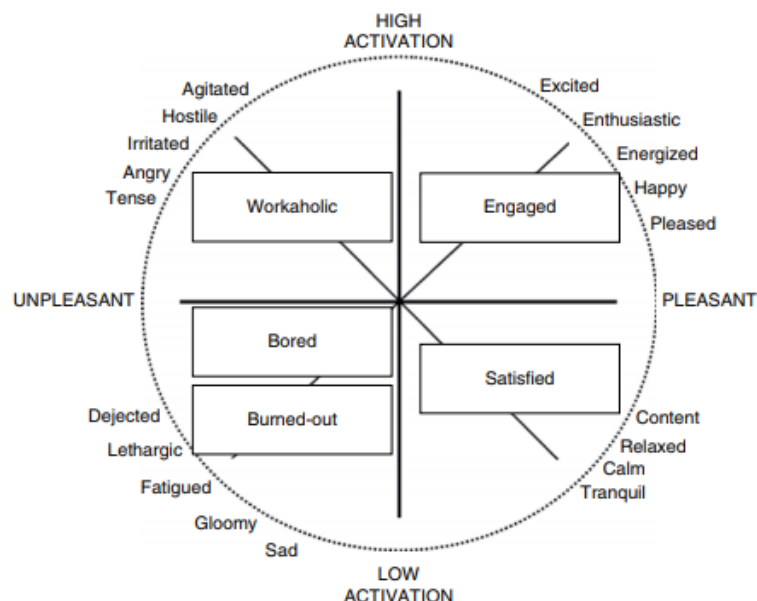 HIGH
ACTIVATION
Agitated
Excited
Hostile
Enthusiastic
Irritated
Energized
Angry
Happy
Tense
Workaholic
Engaged
Pleased
UNPLEASANT
PLEASANT
Bored
Satisfied
Dejected
Burned-out
Content
Lethargic
Relaxed
Calm
Fatigued
Tranquil
Gloomy
Sad
LOW
ACTIVATION